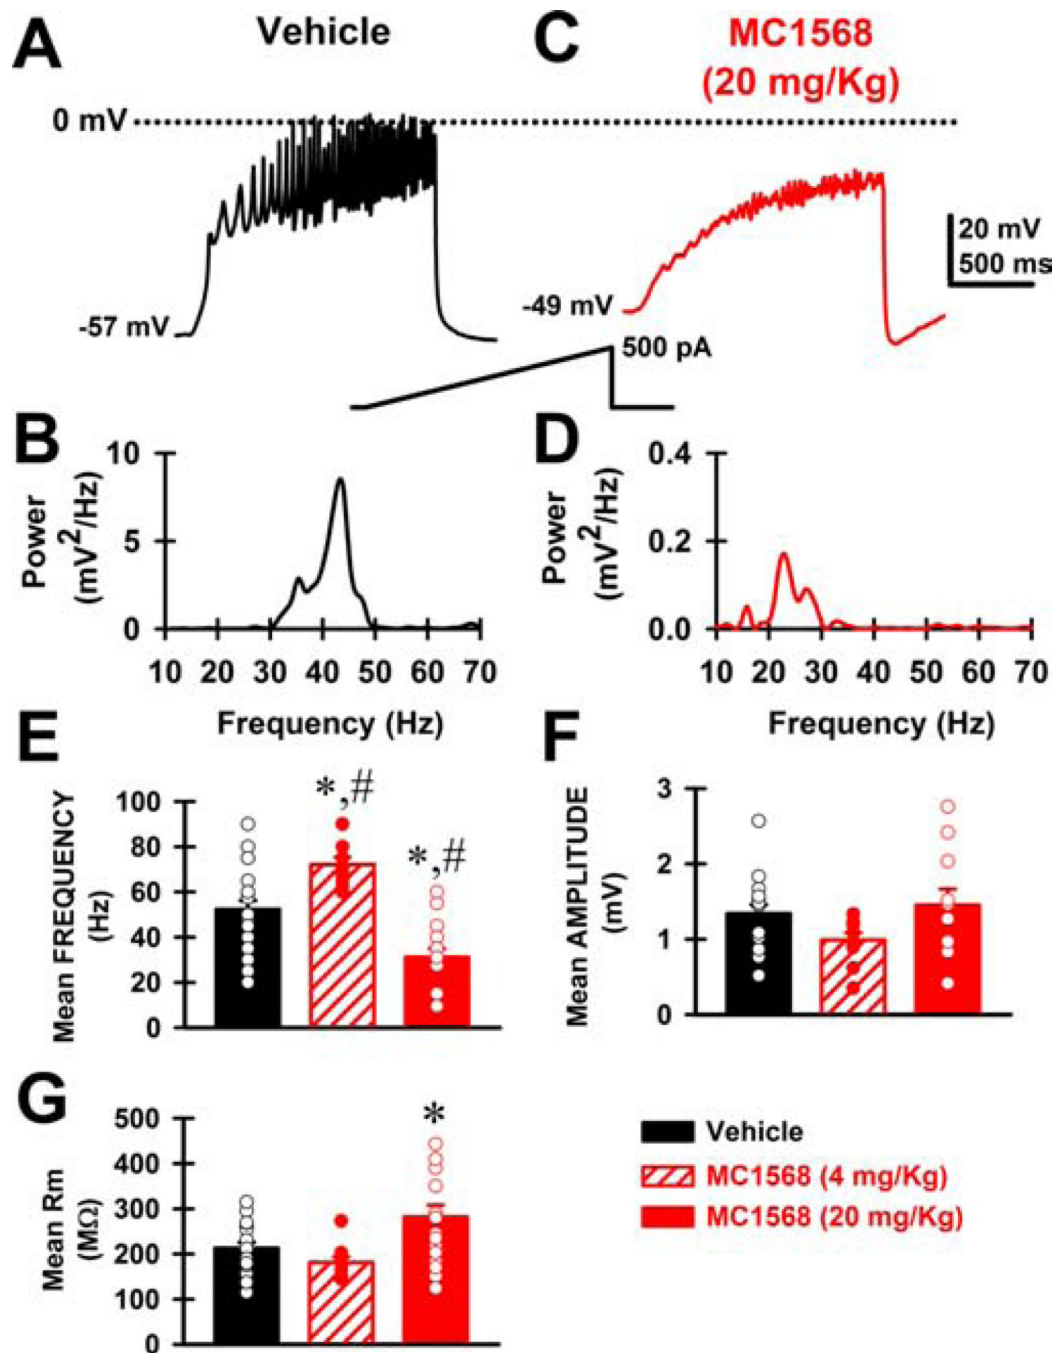 A
Vehicle
C
MC1568
(20 mg/Kg)
0 mV
20 mV
500 ms
-57 mV
-49 mV
500 pA
B
Power
(mV²/Hz)
10
5
0
10 20 30 40 50 60 70
Frequency (Hz)
D
Power
(mV²/Hz)
0.4
0.2
0.0
10 20 30 40 50 60 70
Frequency (Hz)
E
Mean FREQUENCY
(Hz)
100
80
60
40
20
0
*,#
*,#
F
Mean AMPLITUDE
(mV)
3
2
1
0
G
Mean Rm
(MΩ)
500
400
300
200
100
0
*
Vehicle
MC1568 (4 mg/Kg)
MC1568 (20 mg/Kg)